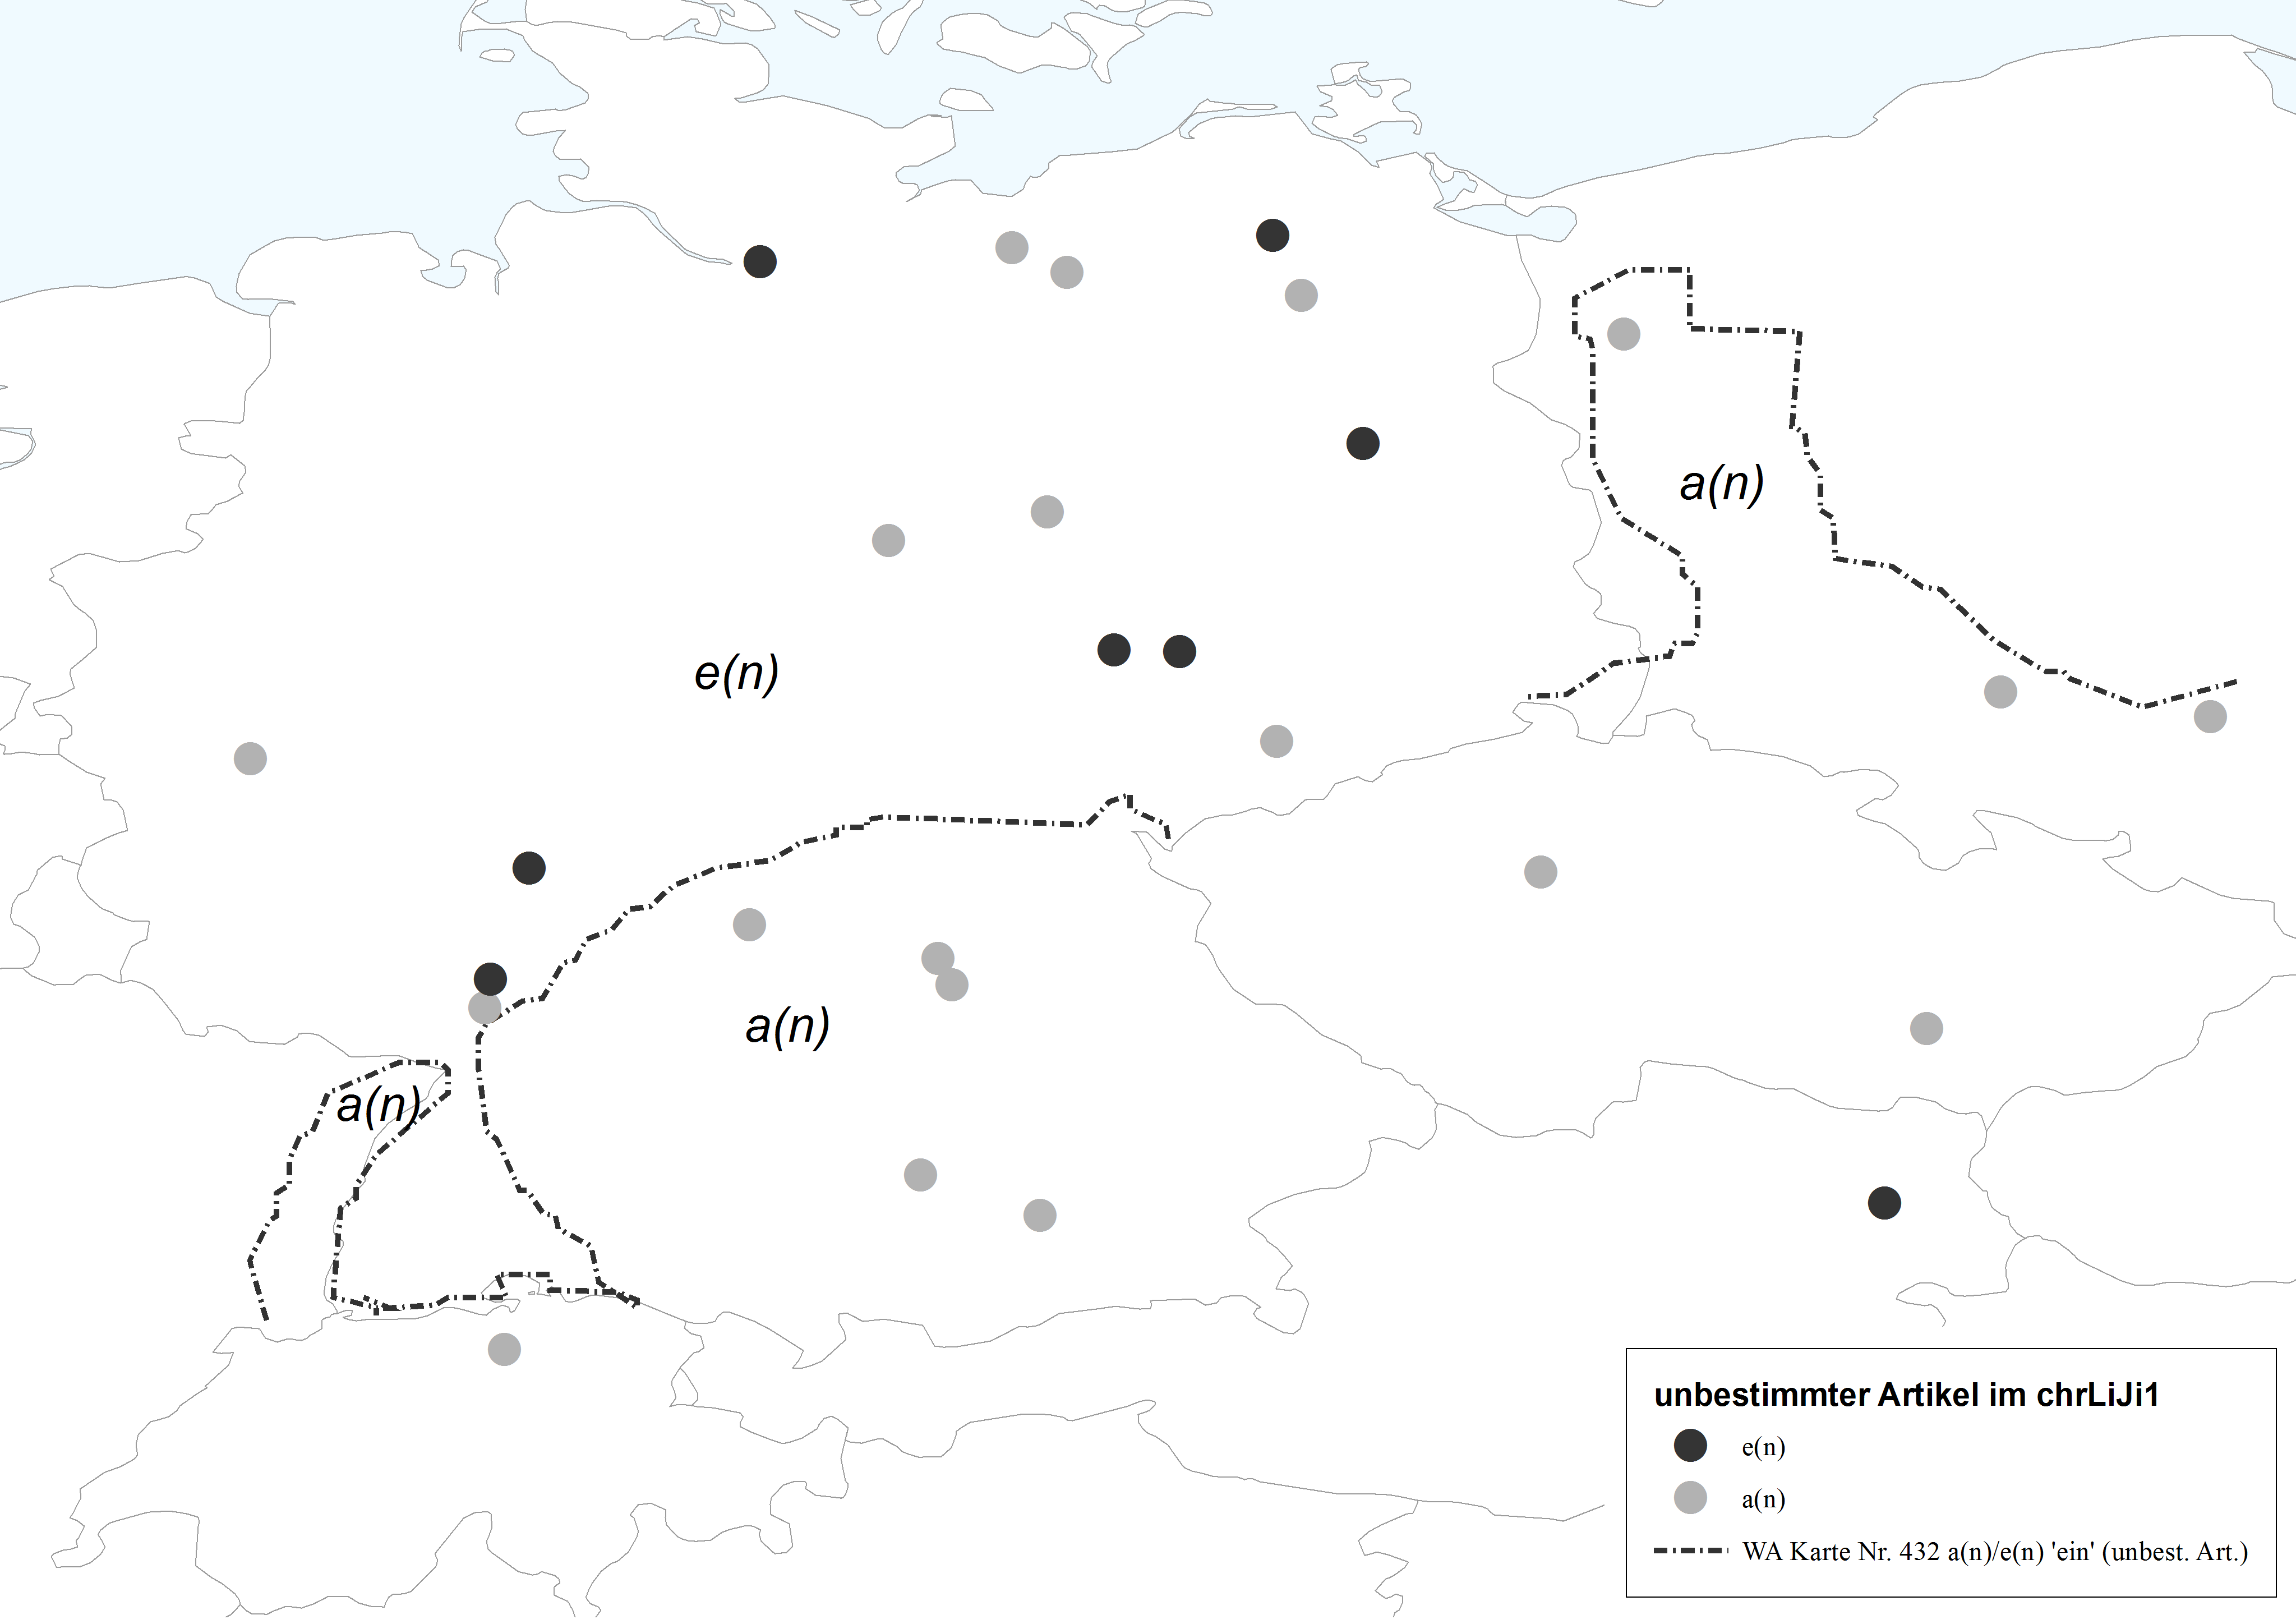 a(n)
e(n)
a(n)
a(n)
unbestimmter Artikel im chrLiJi1
e(n)
a(n)
WA Karte Nr. 432 a(n)/e(n) 'ein' (unbest. Art.)